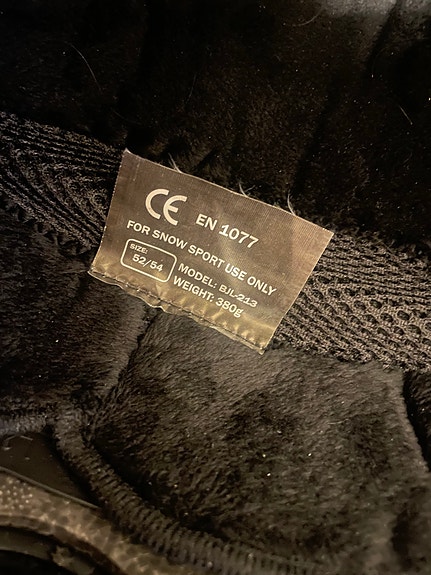 CE EN 1077
FOR SNOW SPORT USE ONLY
SIZE:
52/54
MODEL: BJL-213
WEIGHT: 380g